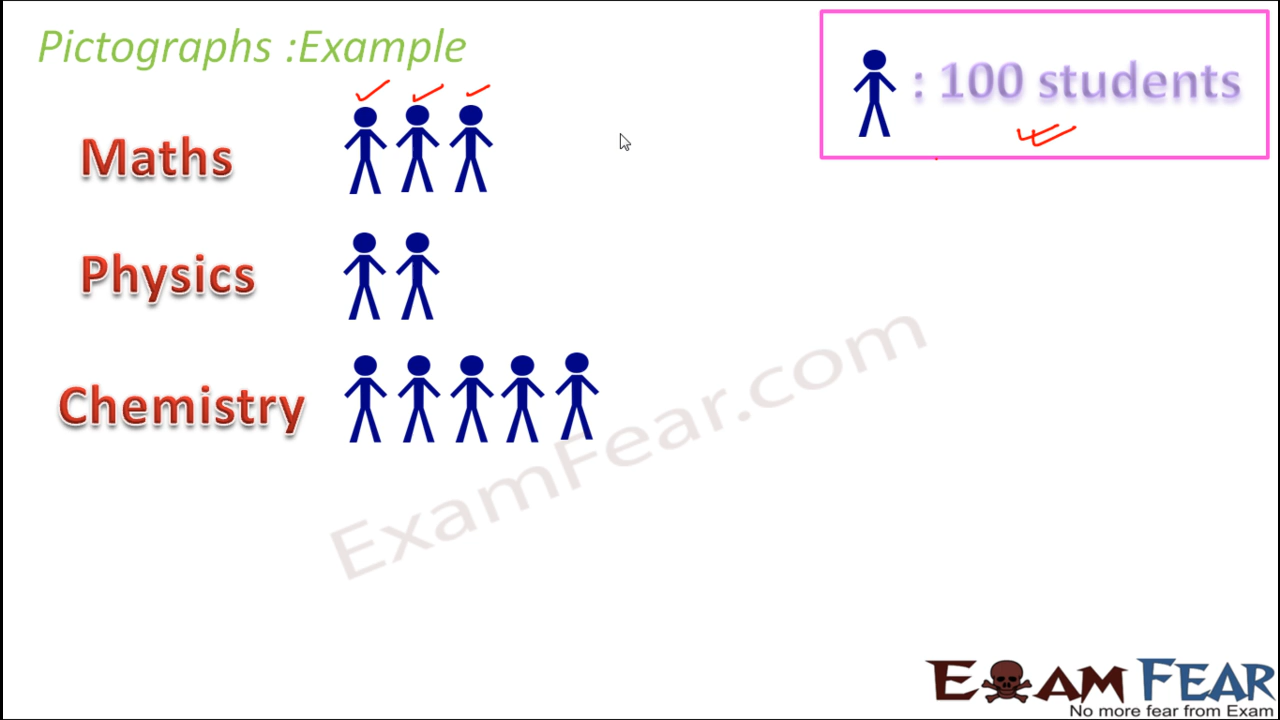 Pictographs :Example
: 100 students
Maths
Physics
Chemistry
ExamFear.com
EXAM FEAR
No more fear from Exam